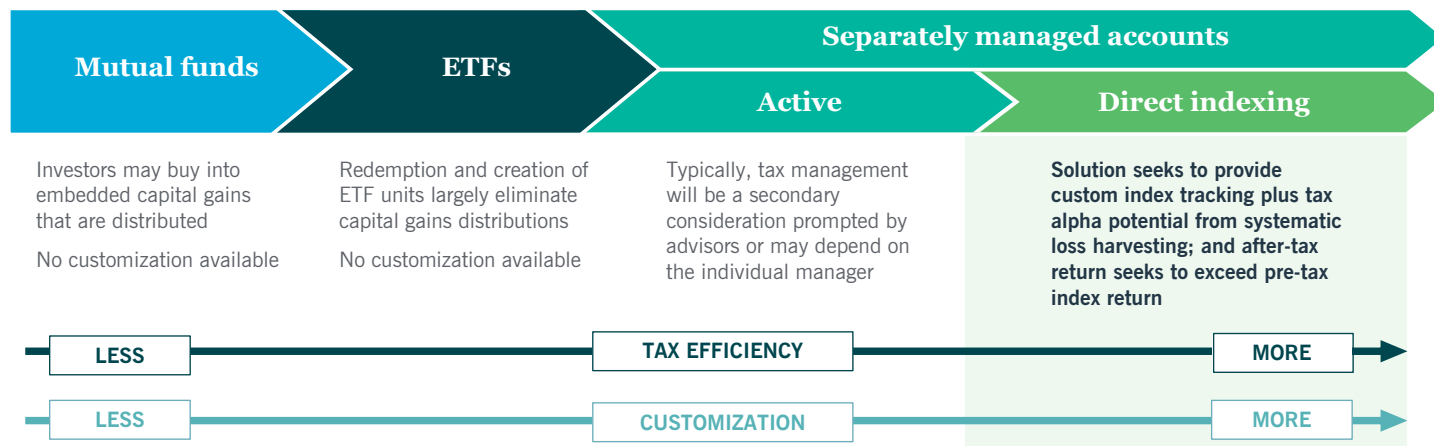 Mutual funds
ETFs
Separately managed accounts
Active
Direct indexing
Investors may buy into
embedded capital gains
that are distributed
No customization available
Redemption and creation of
ETF units largely eliminate
capital gains distributions
No customization available
Typically, tax management
will be a secondary
consideration prompted by
advisors or may depend on
the individual manager
Solution seeks to provide
custom index tracking plus tax
alpha potential from systematic
loss harvesting; and after-tax
return seeks to exceed pre-tax
index return
LESS
TAX EFFICIENCY
MORE
LESS
CUSTOMIZATION
MORE